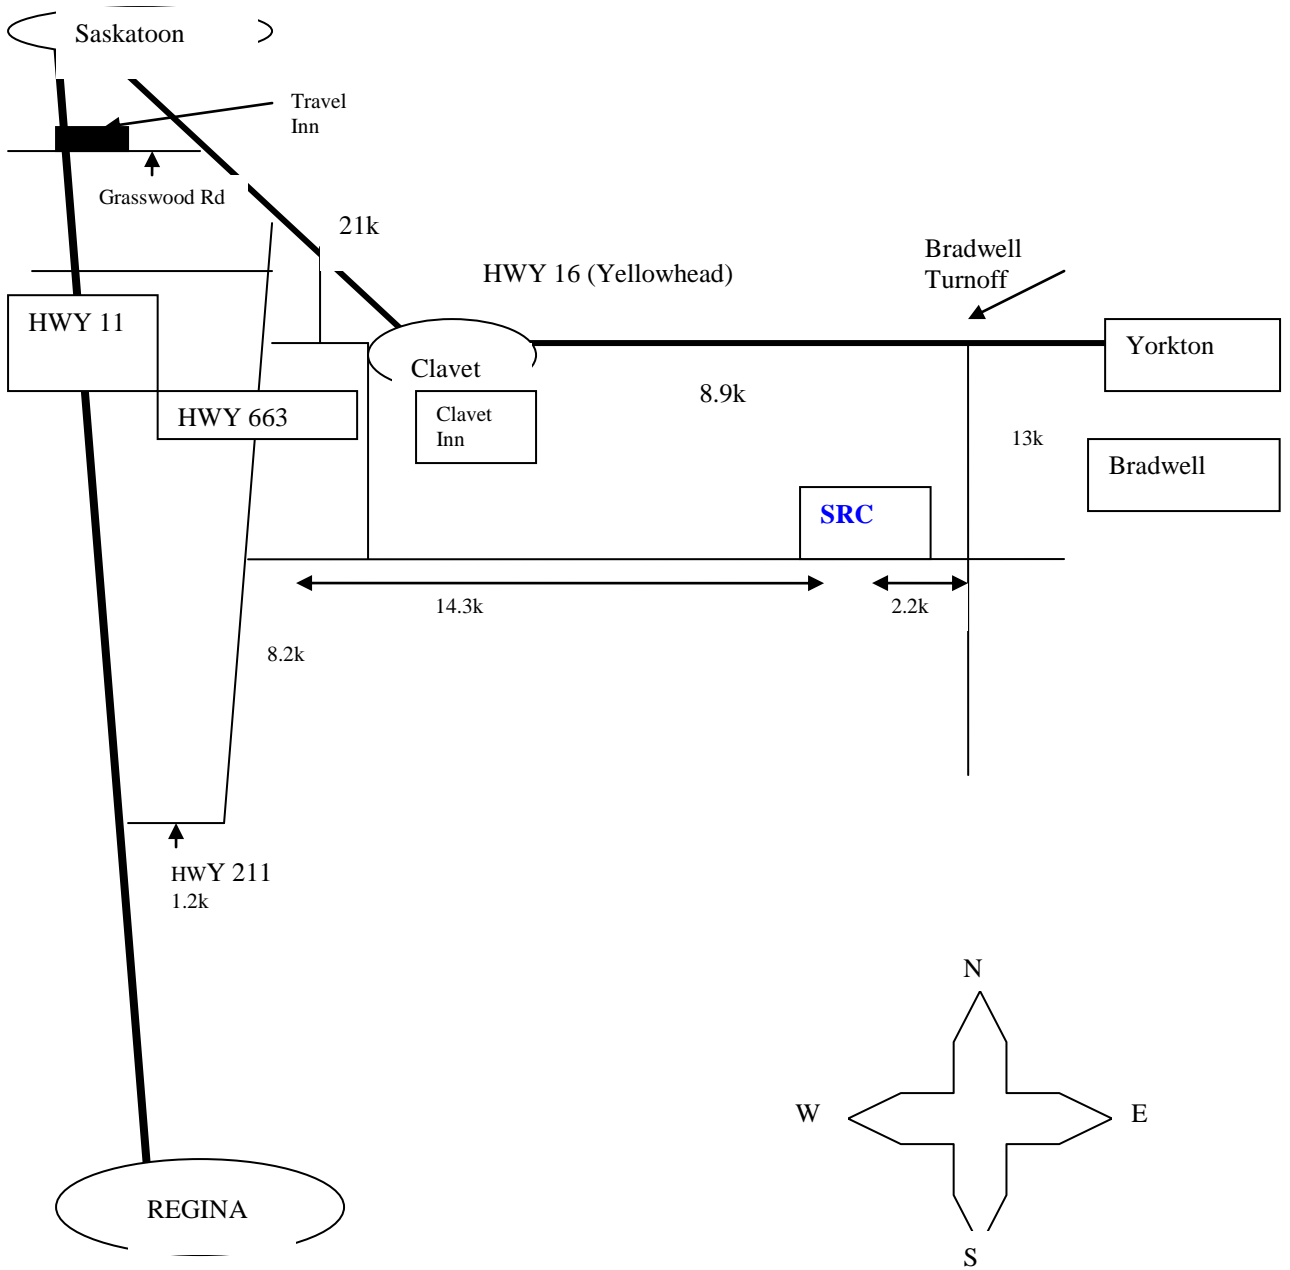 Saskatoon
Travel
Inn
Grasswood Rd
21k
Bradwell
Turnoff
HWY 16 (Yellowhead)
HWY 11
Yorkton
Clavet
8.9k
HWY 663
Clavet
Inn
13k
Bradwell
SRC
14.3k
2.2k
8.2k
HWY 211
1.2k
N
W
E
REGINA
S